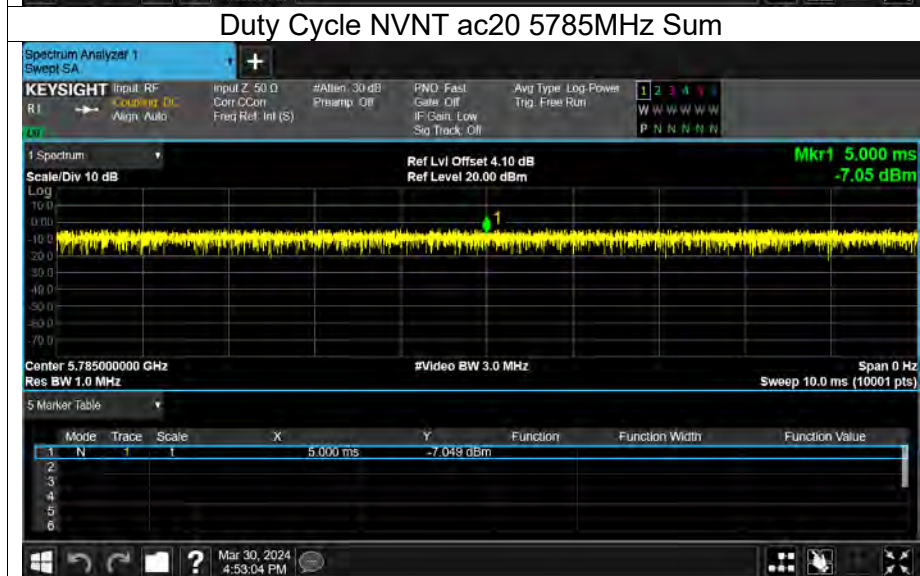 Duty Cycle NVNT ac20 5785MHz Sum
Spectrum Analyzer 1
Swept SA
KEYSIGHT Input: RF Input Z: 50 Ω #Atten: 30 dB PNO: Fast Avg Type: Log-Power 1 2 3 4 5 6
Coupling: DC Corr CCorr Preamp: Off Gate: Off Trig: Free Run W W W W W W
Align: Auto Freq Ref: Int (S) IF Gain: Low
Sig Track: Off P N N N N N
1 Spectrum Ref Lvl Offset 4.10 dB Mkr1 5.000 ms
Scale/Div 10 dB Ref Level 20.00 dBm -7.05 dBm
Log
10.0
0.00
1
-10.0
-20.0
-30.0
-40.0
-50.0
-60.0
-70.0
Center 5.785000000 GHz #Video BW 3.0 MHz Span 0 Hz
Res BW 1.0 MHz Sweep 10.0 ms (10001 pts)
5 Marker Table
Mode Trace Scale X Y Function Function Width Function Value
1 N 1 t 5.000 ms -7.049 dBm
2
3
4
5
6
? Mar 30, 2024
4:53:04 PM